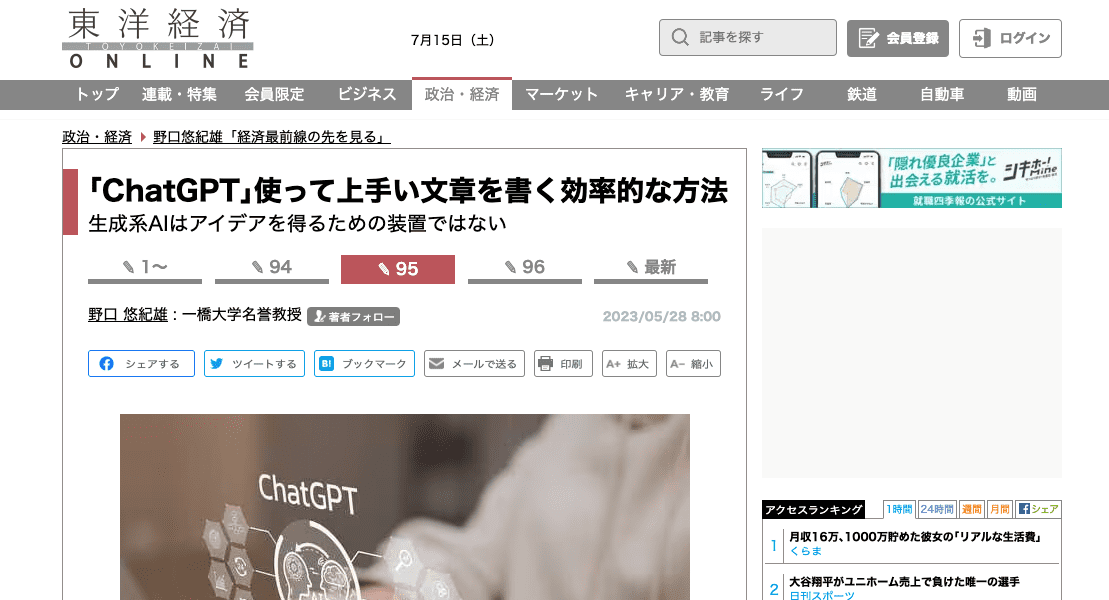 東洋経済
TOYOKEIZAI
ONLINE
7月15日（土）
記事を探す
会員登録
ログイン
トップ 連載・特集 会員限定 ビジネス 政治・経済 マーケット キャリア・教育 ライフ 鉄道 自動車 動画
政治・経済 野口悠紀雄「経済最前線の先を見る」
「ChatGPT」使って上手い文章を書く効率的な方法
生成系AIはアイデアを得るための装置ではない
1〜 94 95 96 最新
野口 悠紀雄 : 一橋大学名誉教授 著者フォロー 2023/05/28 8:00
シェアする ツイートする B! ブックマーク メールで送る 印刷 A+ 拡大 A− 縮小
ChatGPT
「隠れ優良企業」と
出会える就活を。
シキホー!
Mine
就職四季報の公式サイト
アクセスランキング 1時間 24時間 週間 月間 シェア
1 月収16万、1000万貯めた彼女の「リアルな生活費」
くらま
2 大谷翔平がユニホーム売上で負けた唯一の選手
日刊スポーツ